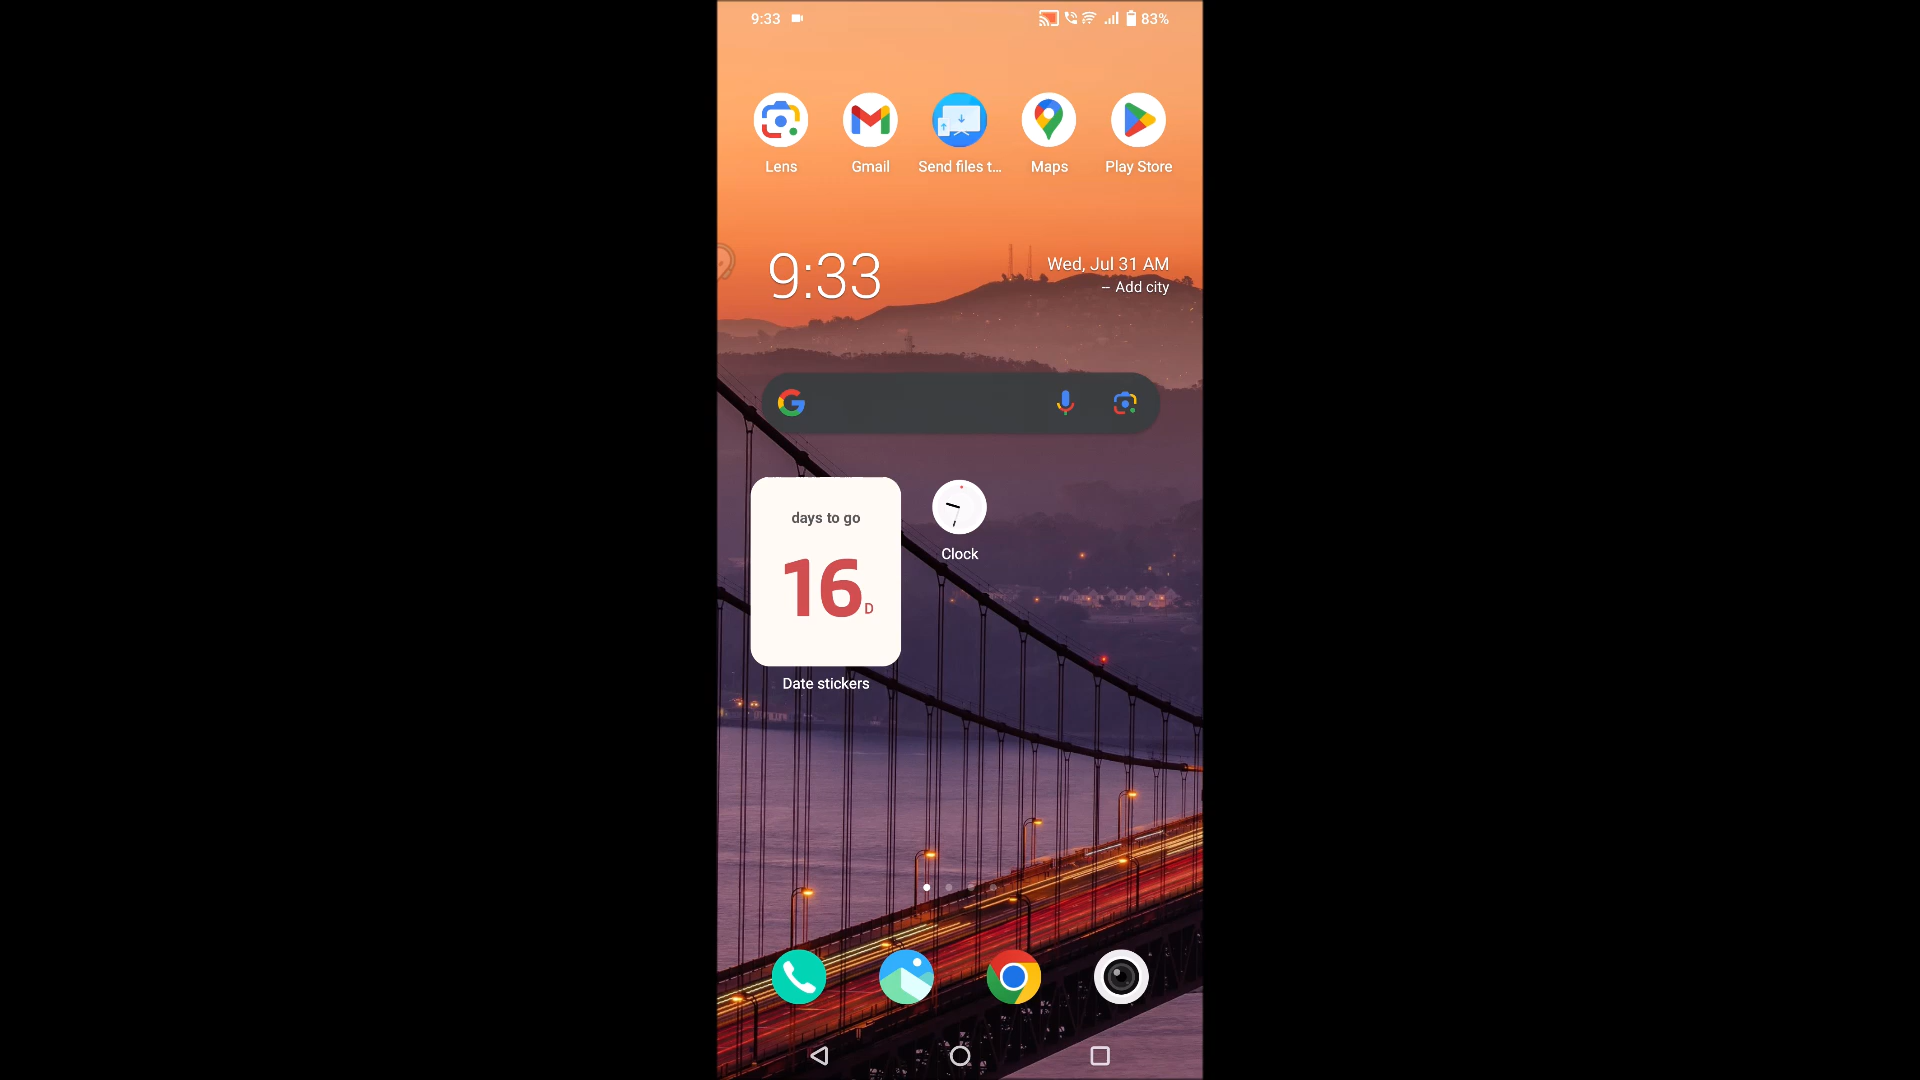 9:33
83%
Lens
Gmail
Send files t...
Maps
Play Store
9:33
Wed, Jul 31 AM
-- Add city
days to go
16 D
Clock
Date stickers